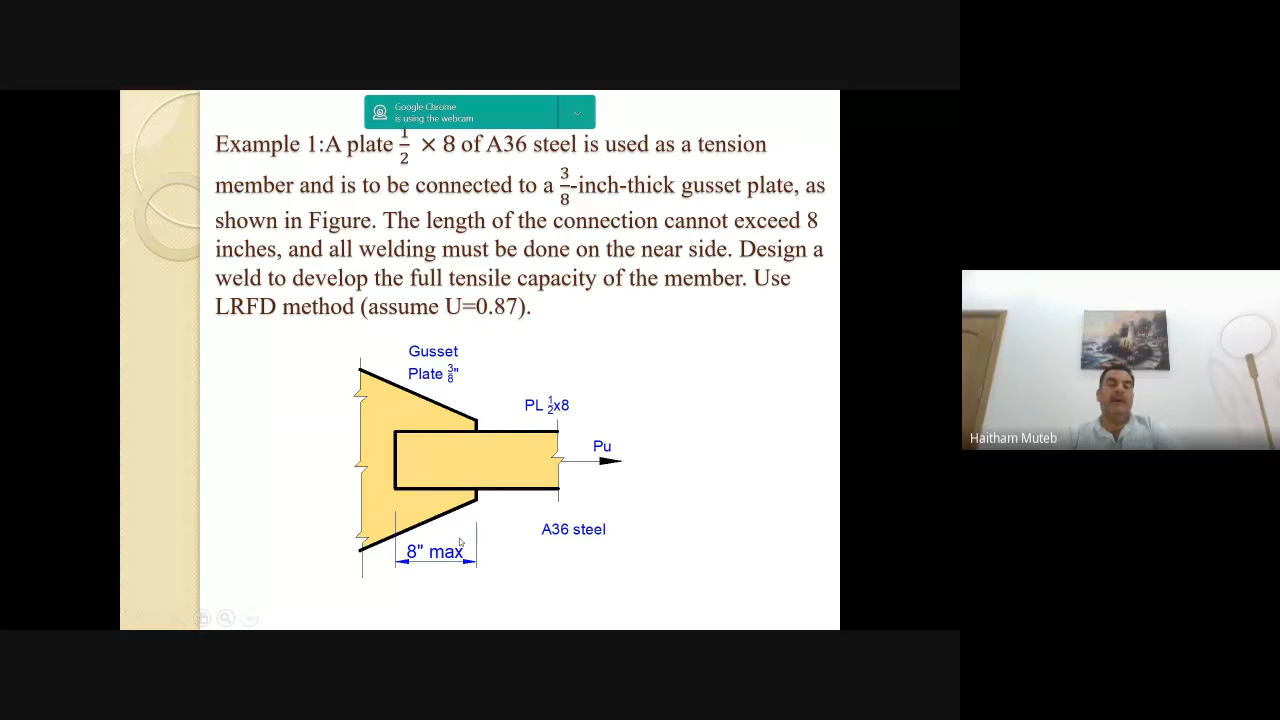 Google Chrome
is using the webcam
Example 1:A plate 1/2 × 8 of A36 steel is used as a tension
member and is to be connected to a 3/8-inch-thick gusset plate, as
shown in Figure. The length of the connection cannot exceed 8
inches, and all welding must be done on the near side. Design a
weld to develop the full tensile capacity of the member. Use
LRFD method (assume U=0.87).
Gusset
Plate 3/8"
PL 1/2x8
Pu
A36 steel
8" max
Haitham Muteb